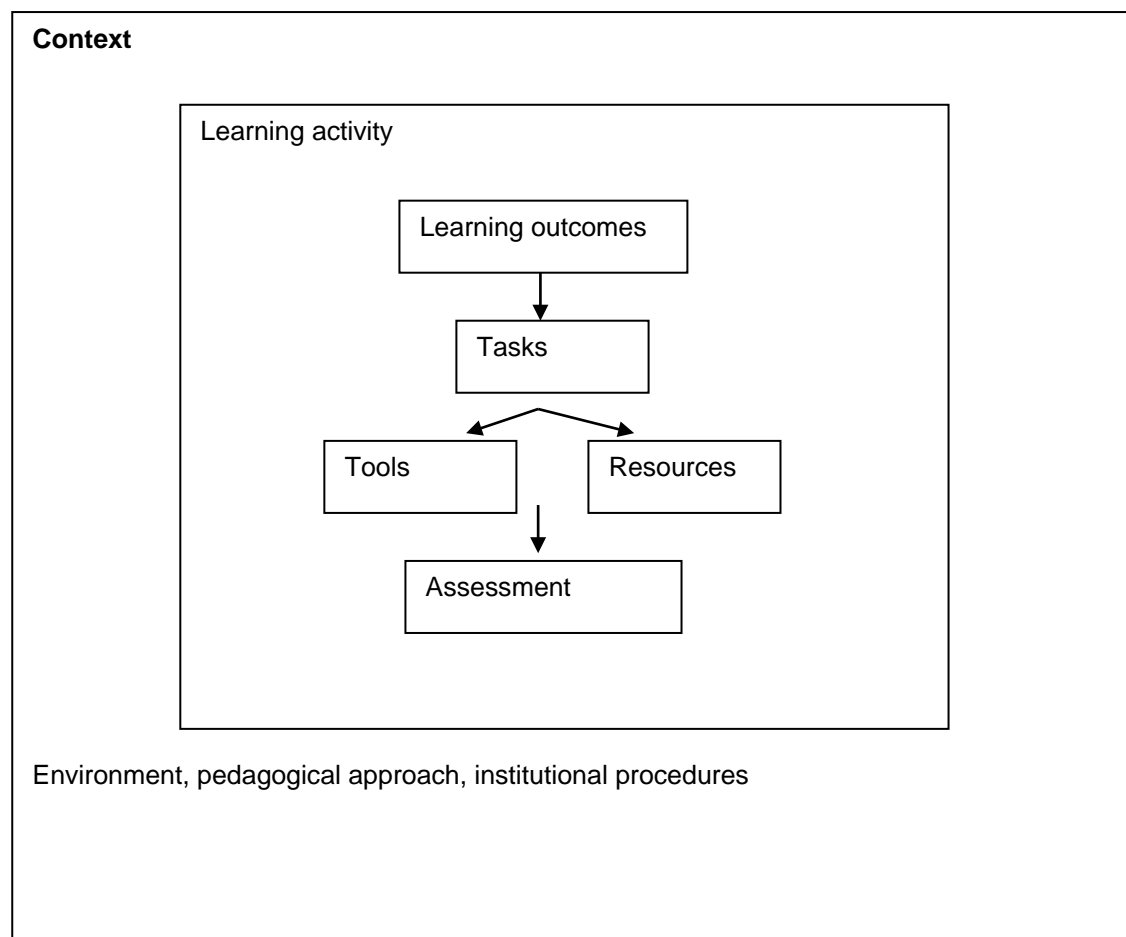 Context
Learning activity
Learning outcomes
Tasks
Tools
Resources
Assessment
Environment, pedagogical approach, institutional procedures